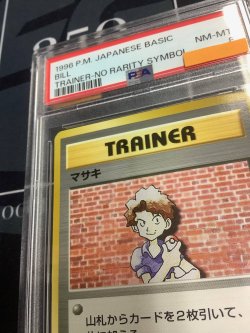 1996 P.M. JAPANESE BASIC
BILL
NM-MT
TRAINER-NO RARITY SYMBOL
PSA
TRAINER
マサキ
山札からカードを2枚引いて、